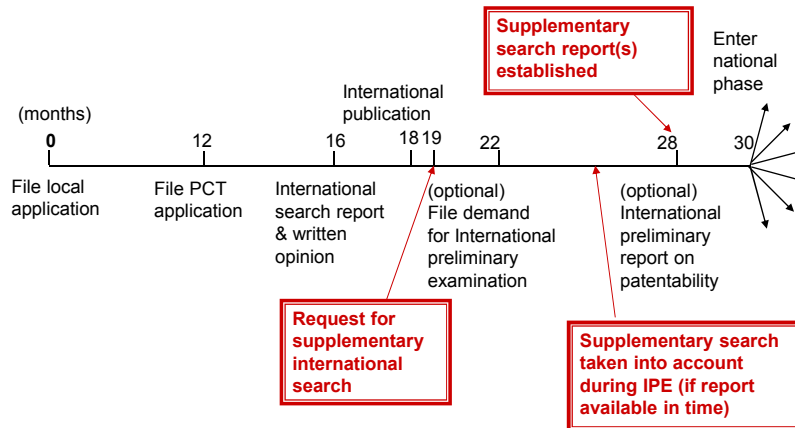 Supplementary
search report(s)
established
Enter
national
phase
International
publication
(months)
0
12
16
18
19
22
28
30
File local
application
File PCT
application
International
search report
& written
opinion
(optional)
File demand
for International
preliminary
examination
(optional)
International
preliminary
report on
patentability
Request for
supplementary
international
search
Supplementary search
taken into account
during IPE (if report
available in time)